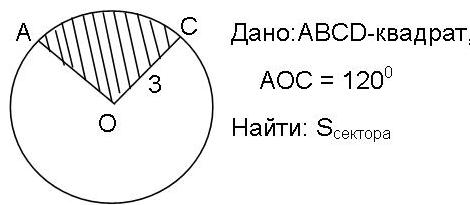 A
C
3
O
Дано:ABCD-квадрат,
AOC = 120⁰
Найти: Sсектора